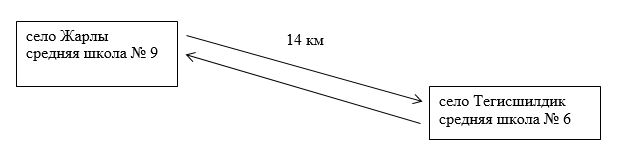 село Жарлы
средняя школа № 9
14 км
село Тегисшилдик
средняя школа № 6